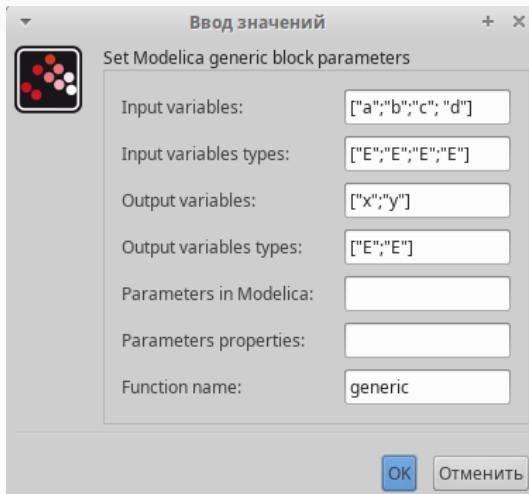 Ввод значений
Set Modelica generic block parameters
Input variables: ["a";"b";"c"; "d"]
Input variables types: ["E";"E";"E";"E"]
Output variables: ["x";"y"]
Output variables types: ["E";"E"]
Parameters in Modelica:
Parameters properties:
Function name: generic
OK Отменить